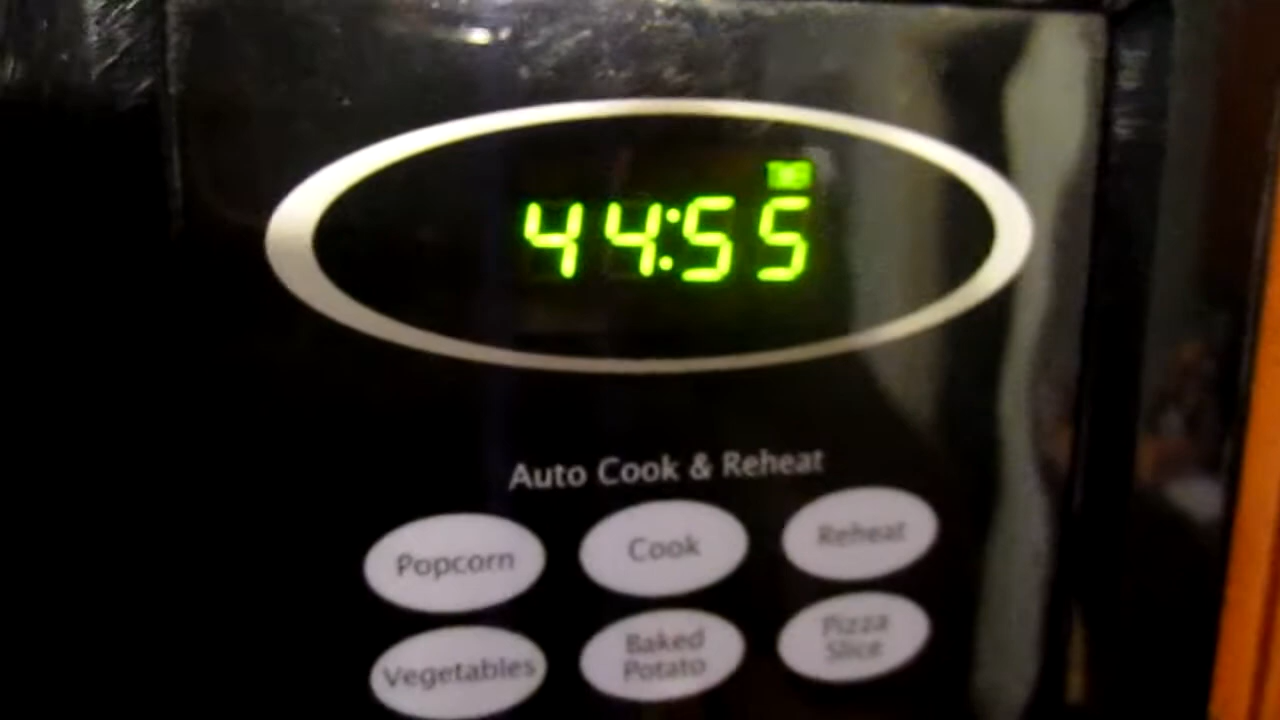 44:55
Auto Cook & Reheat
Popcorn Cook Reheat
Vegetables Baked Potato Pizza Slice